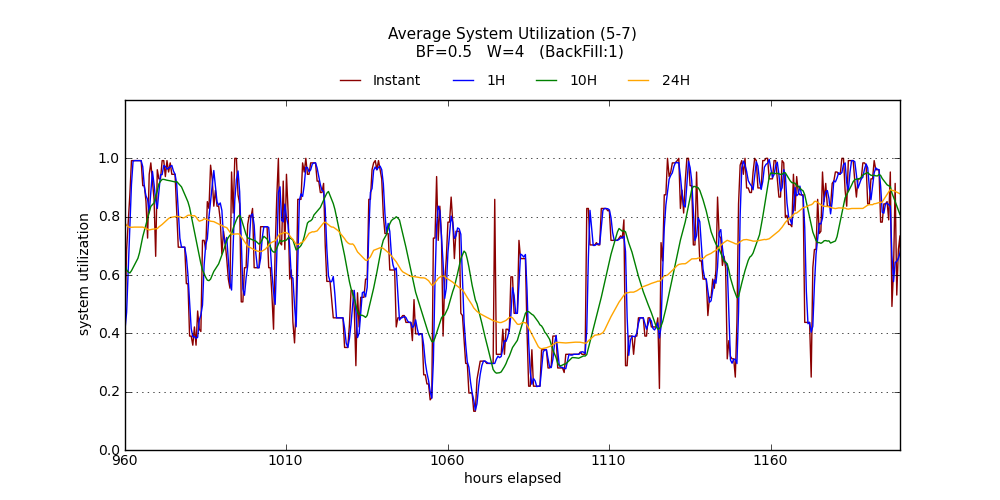 Average System Utilization (5-7)
BF=0.5 W=4 (BackFill:1)
Instant 1H 10H 24H
1.0
0.8
0.6
0.4
0.2
0.0
system utilization
960 1010 1060 1110 1160
hours elapsed